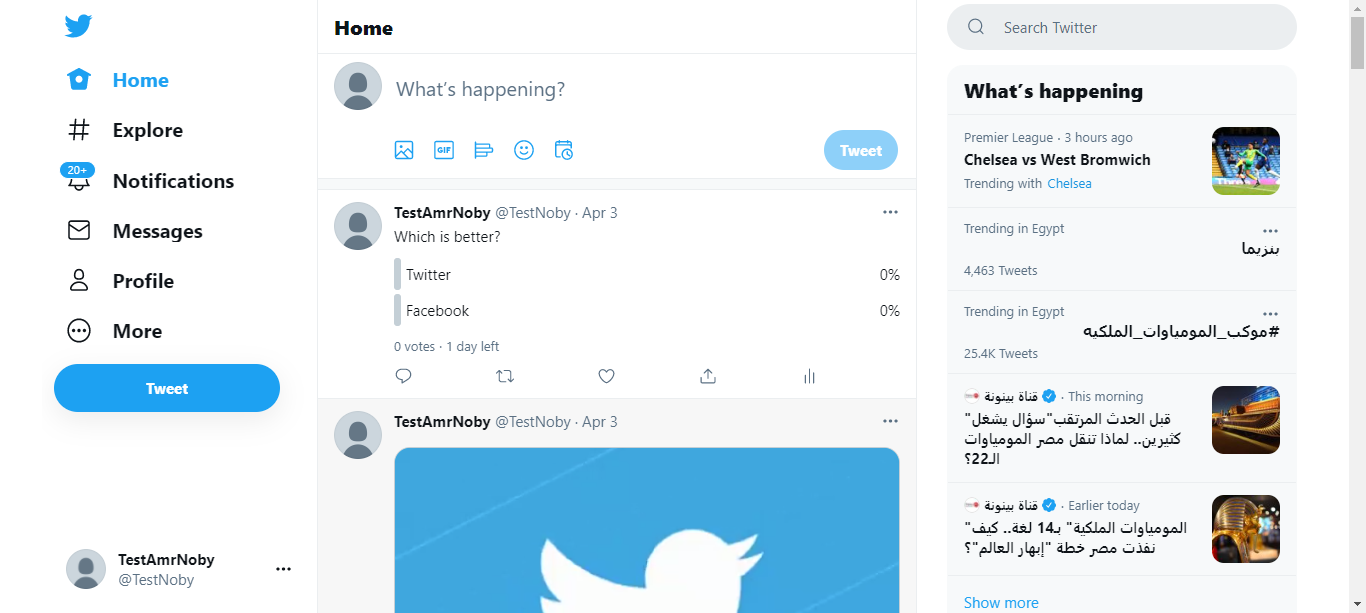 Home
Explore
20+
Notifications
Messages
Profile
More
Tweet
TestAmrNoby
@TestNoby
Home
What's happening?
GIF
Tweet
TestAmrNoby @TestNoby · Apr 3
Which is better?
Twitter 0%
Facebook 0%
0 votes · 1 day left
TestAmrNoby @TestNoby · Apr 3
Search Twitter
What's happening
Premier League · 3 hours ago
Chelsea vs West Bromwich
Trending with Chelsea
Trending in Egypt
بنزيما
4,463 Tweets
Trending in Egypt
#موكب_المومياوات_الملكيه
25.4K Tweets
قناة بينونة · This morning
قبل الحدث المرتقب"سؤال يشغل"
كثيرين.. لماذا تنقل مصر المومياوات
الـ22؟
قناة بينونة · Earlier today
المومياوات الملكية" بـ14 لغة.. كيف"
نفذت مصر خطة "إبهار العالم"؟
Show more